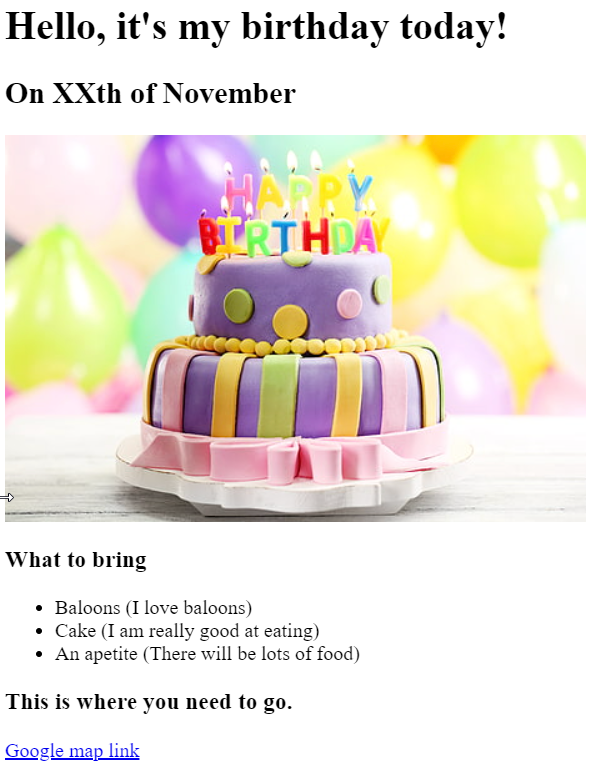 Hello, it's my birthday today!
On XXth of November
HAPPY
BIRTHDAY
What to bring
Baloons (I love baloons)
Cake (I am really good at eating)
An apetite (There will be lots of food)
This is where you need to go.
Google map link